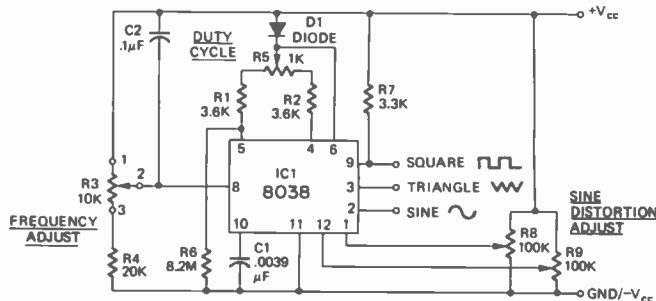 +Vcc
C2
.1μF
DUTY
CYCLE
D1
DIODE
R5
1K
R1
3.6K
R2
3.6K
R7
3.3K
5
4
6
IC1
8038
9
SQUARE
3
TRIANGLE
2
SINE
8
10
11
12
1
1
2
R3
10K
3
FREQUENCY
ADJUST
R4
20K
R6
8.2M
C1
.0039
μF
SINE
DISTORTION
ADJUST
R8
100K
R9
100K
GND/−Vcc